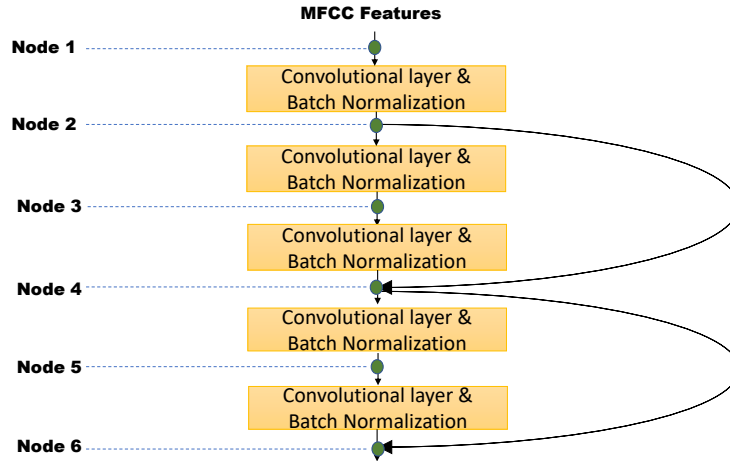 MFCC Features
Node 1
Convolutional layer &
Batch Normalization
Node 2
Convolutional layer &
Batch Normalization
Node 3
Convolutional layer &
Batch Normalization
Node 4
Convolutional layer &
Batch Normalization
Node 5
Convolutional layer &
Batch Normalization
Node 6